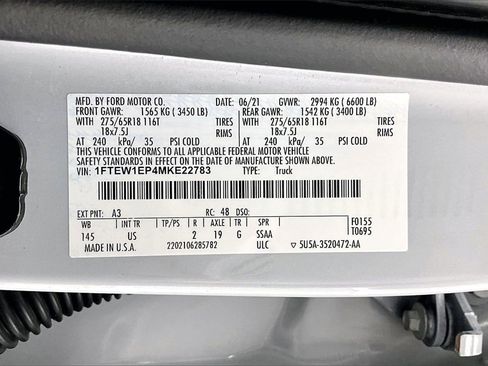 MFD. BY FORD MOTOR CO. 06/21 GVWR: 2994 KG (6600 LB)
FRONT GAWR: 1565 KG (3450 LB) REAR GAWR: 1542 KG (3400 LB)
WITH 275/65R18 116T TIRES WITH 275/65R18 116T TIRES
18x7.5J RIMS 18x7.5J RIMS
AT 240 kPa/ 35 PSI COLD AT 240 kPa/ 35 PSI COLD
THIS VEHICLE CONFORMS TO ALL APPLICABLE FEDERAL MOTOR VEHICLE
SAFETY STANDARDS IN EFFECT ON THE DATE OF MANUFACTURE SHOWN ABOVE.
VIN: 1FTEW1EP4MKE22783 TYPE: Truck
EXT PNT: A3 RC: 48 DSO:
WB BRK INT TR TP/PS R AXLE TR SPR F0155
145 US 2 19 G SSAA T0695
MADE IN U.S.A. 2202106285782 ULC 5U5A-3520472-AA